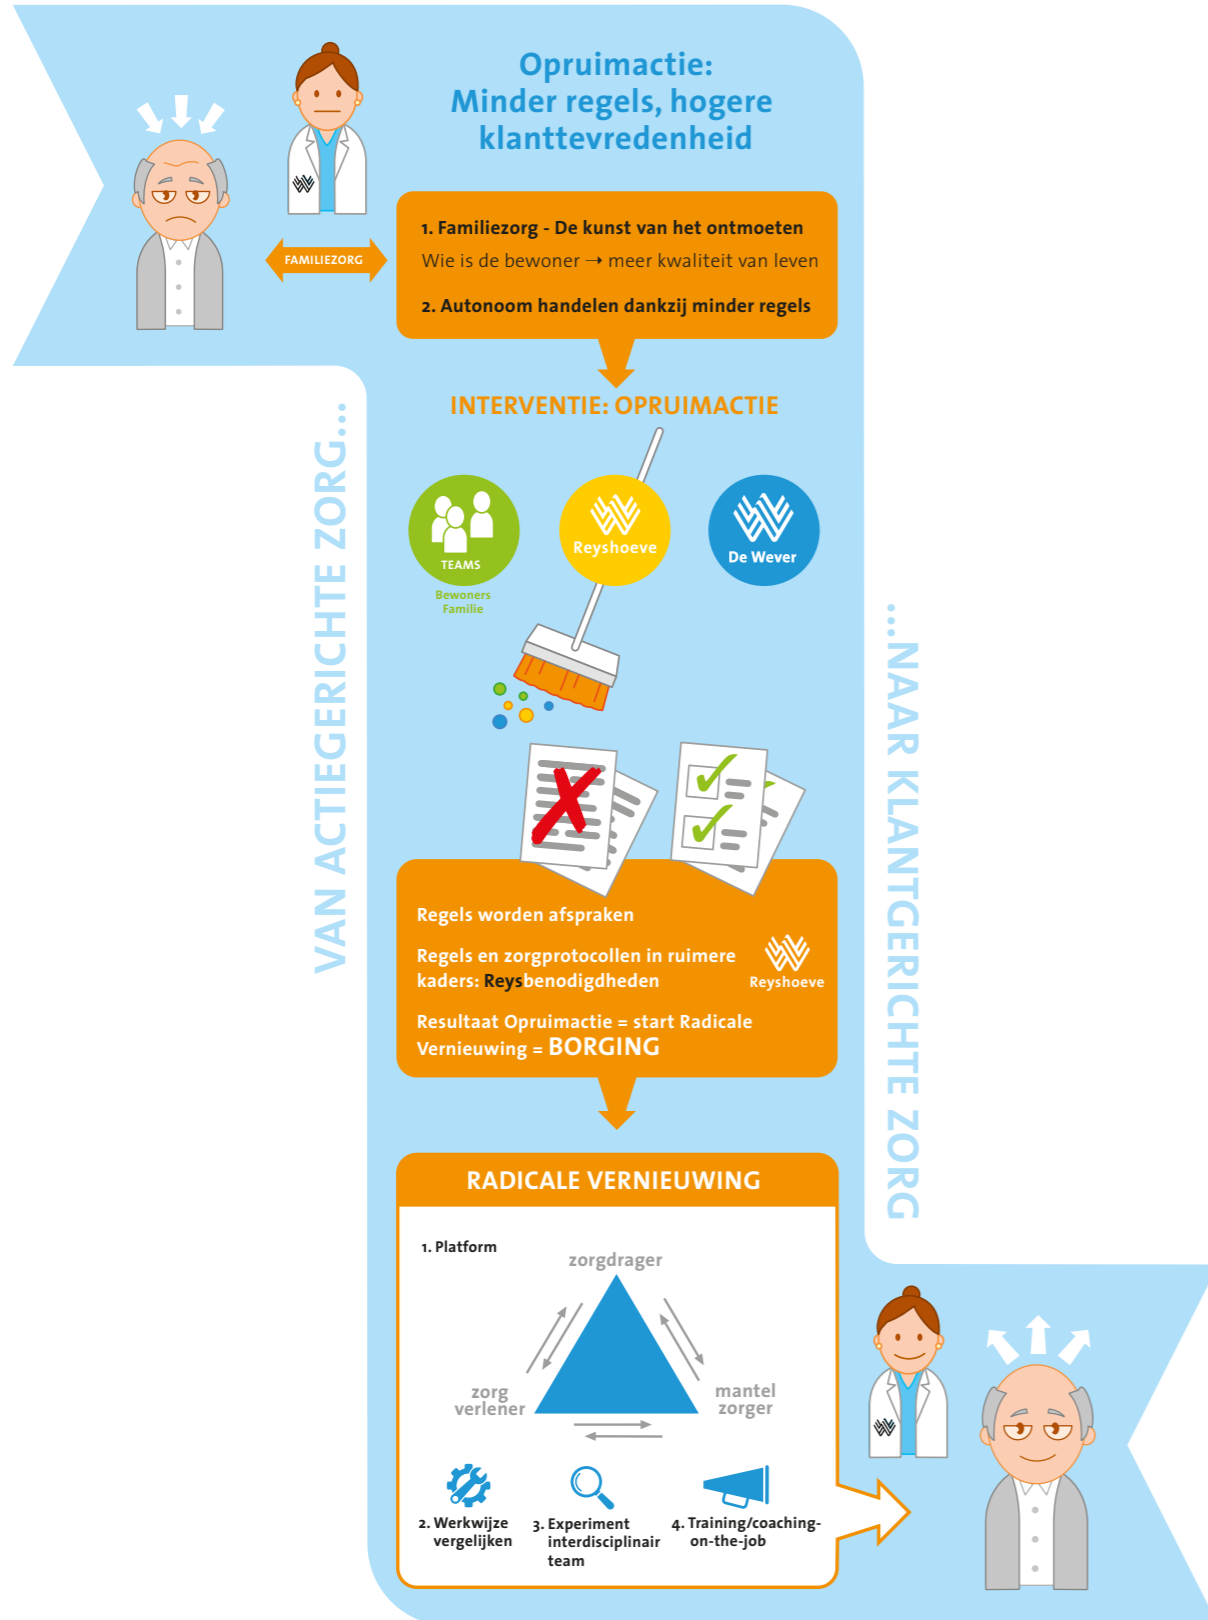 Opruimactie:
Minder regels, hogere
klanttevredenheid
FAMILIEZORG
1. Familiezorg - De kunst van het ontmoeten
Wie is de bewoner → meer kwaliteit van leven
2. Autonoom handelen dankzij minder regels
INTERVENTIE: OPRUIMACTIE
VAN ACTIEGERICHTE ZORG...
TEAMS
Bewoners
Familie
Reyshoeve
De Wever
...NAAR KLANTGERICHTE ZORG
Regels worden afspraken
Regels en zorgprotocollen in ruimere
kaders: Reysbenodigdheden
Reyshoeve
Resultaat Opruimactie = start Radicale
Vernieuwing = BORGING
RADICALE VERNIEUWING
1. Platform
zorgdrager
zorg
verlener
mantel
zorger
2. Werkwijze
vergelijken
3. Experiment
interdisciplinair
team
4. Training/coaching-
on-the-job